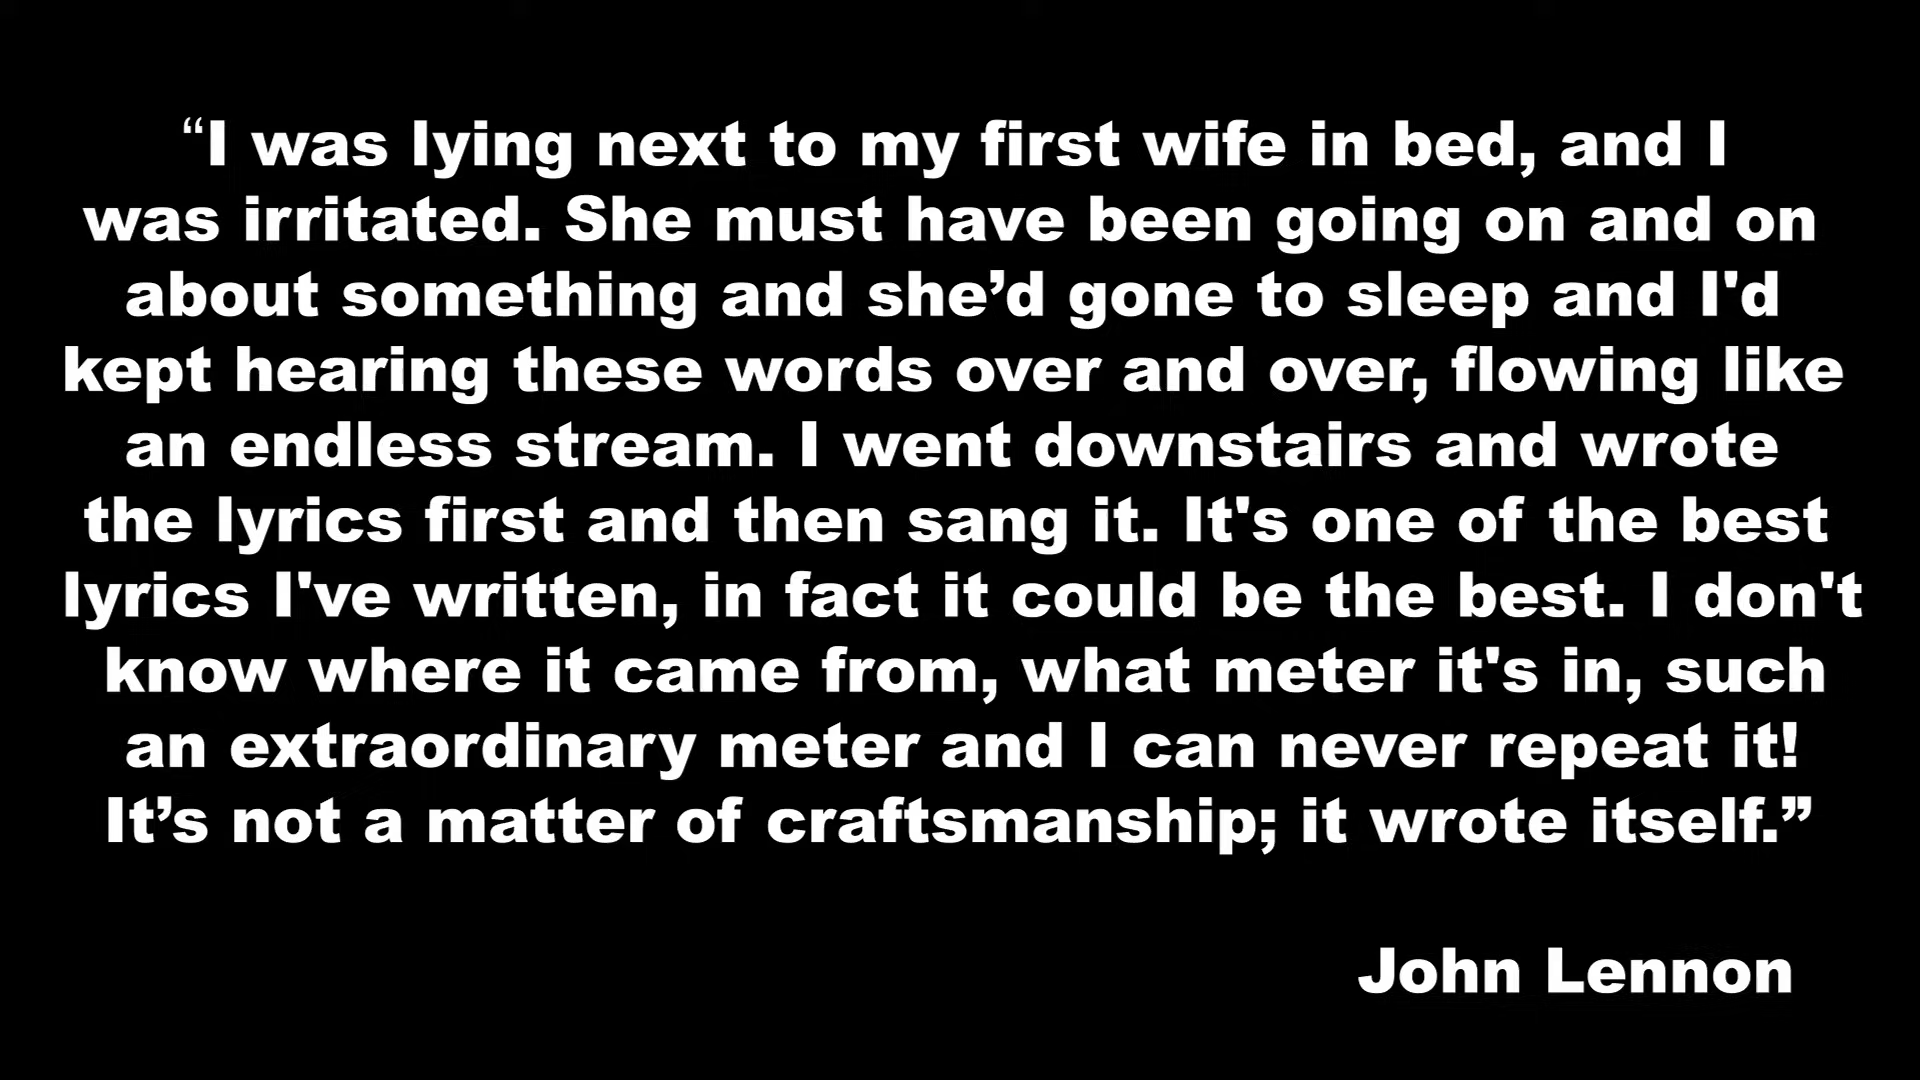 “I was lying next to my first wife in bed, and I
was irritated. She must have been going on and on
about something and she’d gone to sleep and I'd
kept hearing these words over and over, flowing like
an endless stream. I went downstairs and wrote
the lyrics first and then sang it. It's one of the best
lyrics I've written, in fact it could be the best. I don't
know where it came from, what meter it's in, such
an extraordinary meter and I can never repeat it!
It’s not a matter of craftsmanship; it wrote itself.”
John Lennon